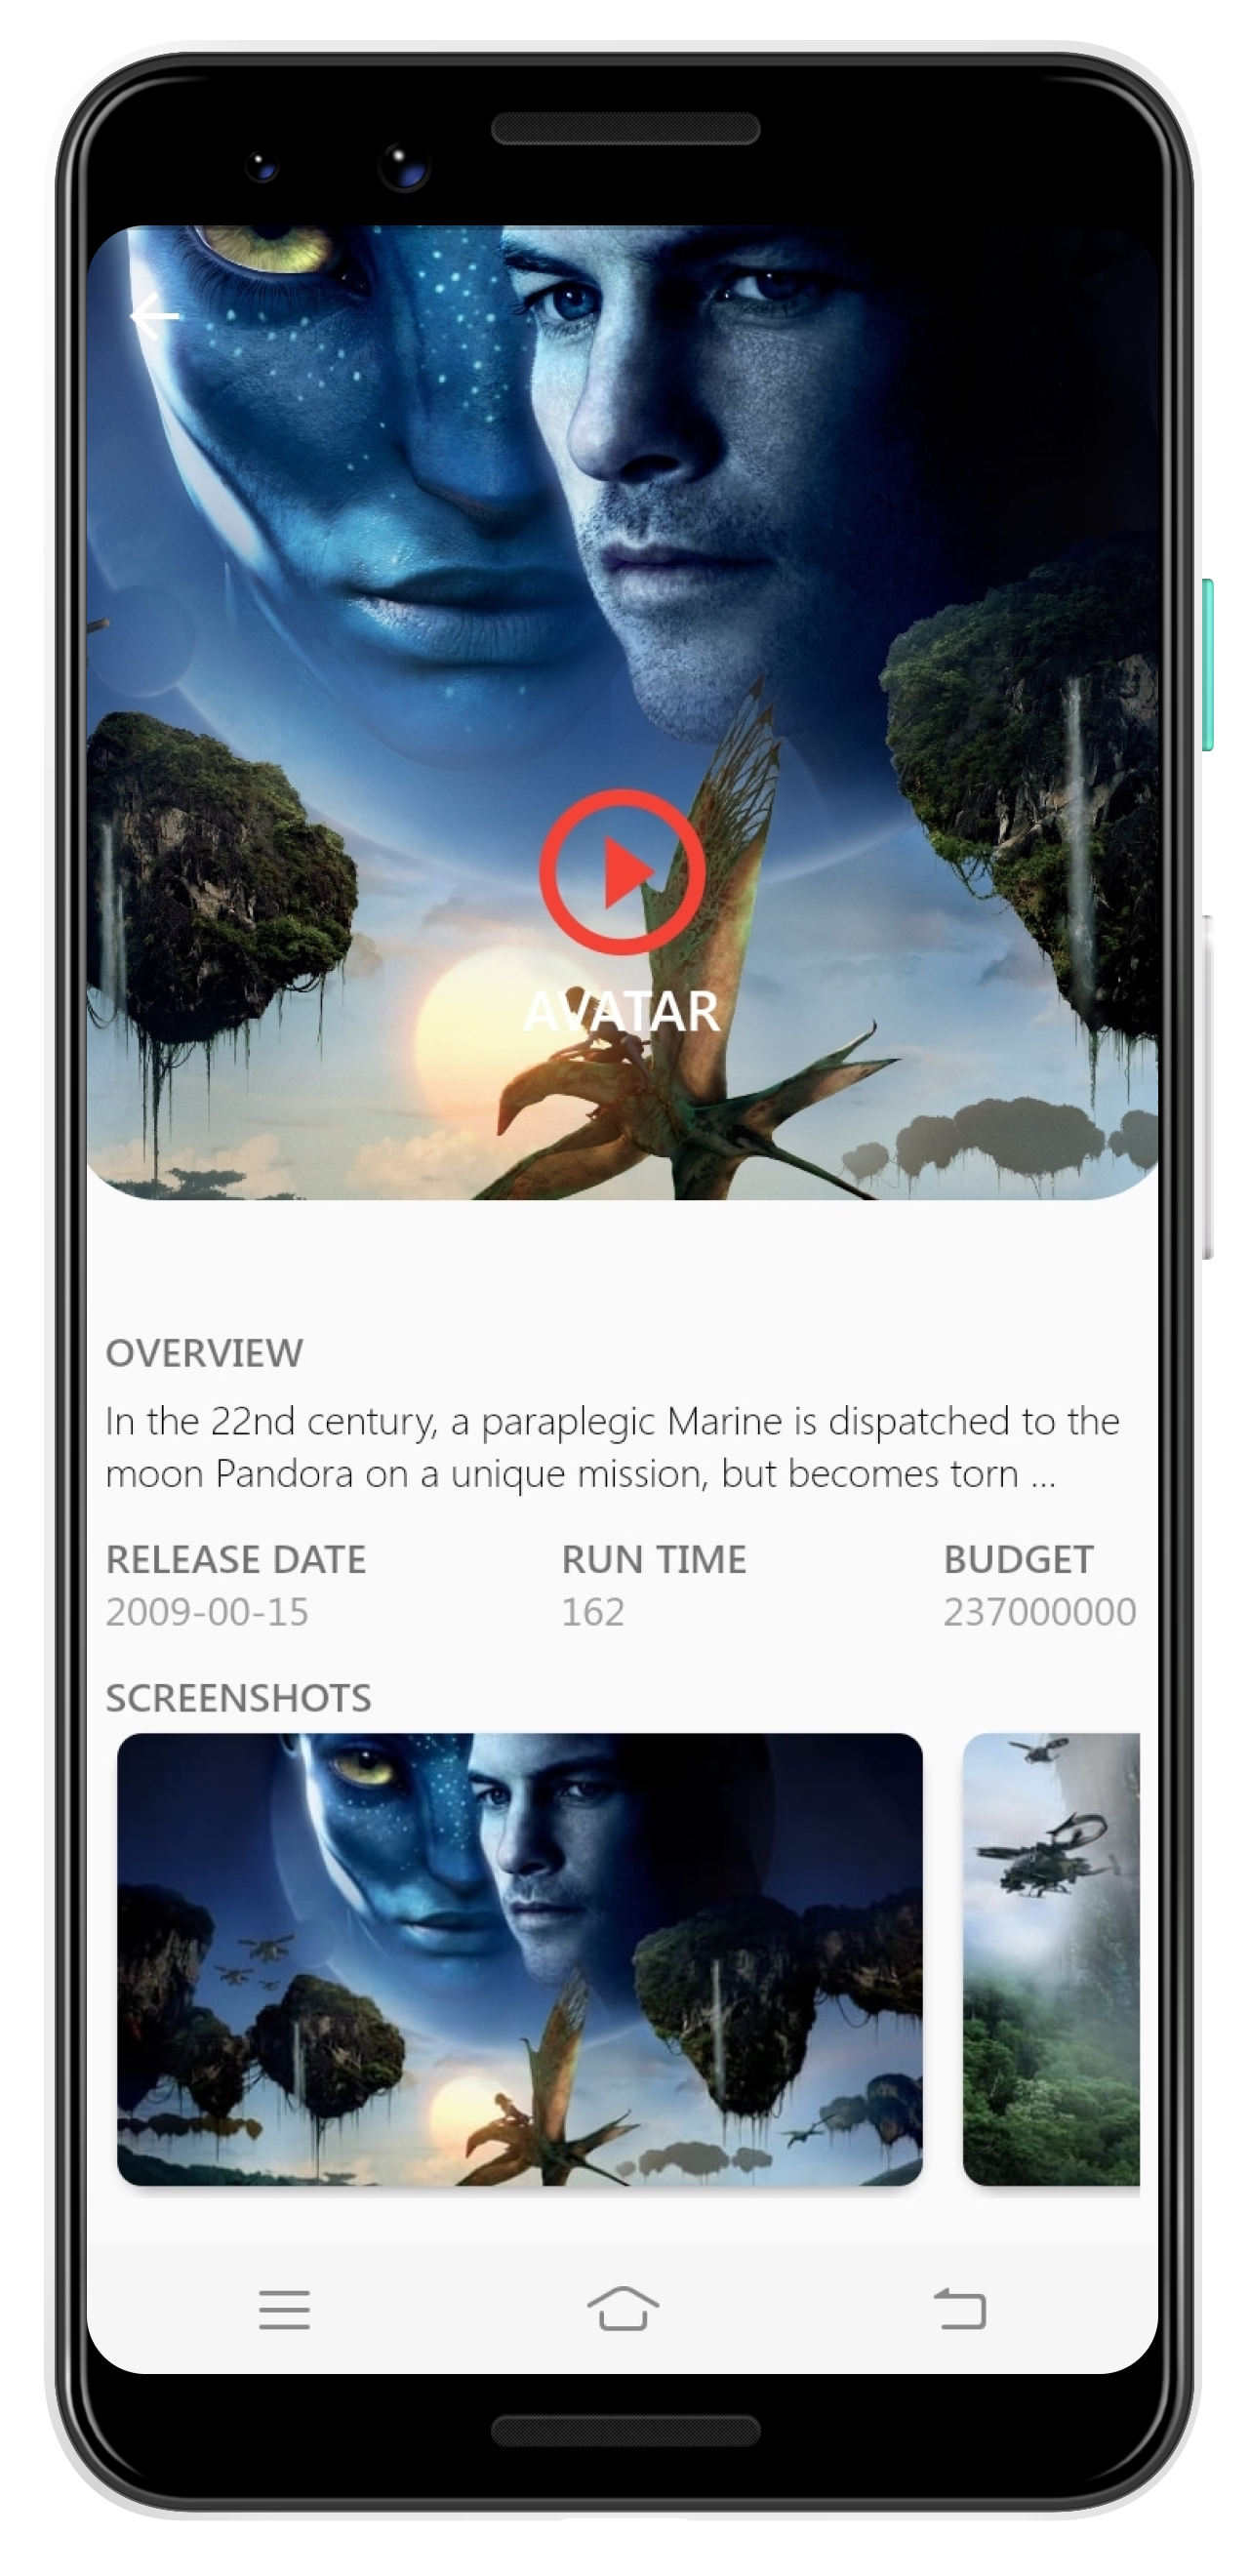 AVATAR
OVERVIEW
In the 22nd century, a paraplegic Marine is dispatched to the
moon Pandora on a unique mission, but becomes torn ...
RELEASE DATE
RUN TIME
BUDGET
2009-00-15
162
237000000
SCREENSHOTS